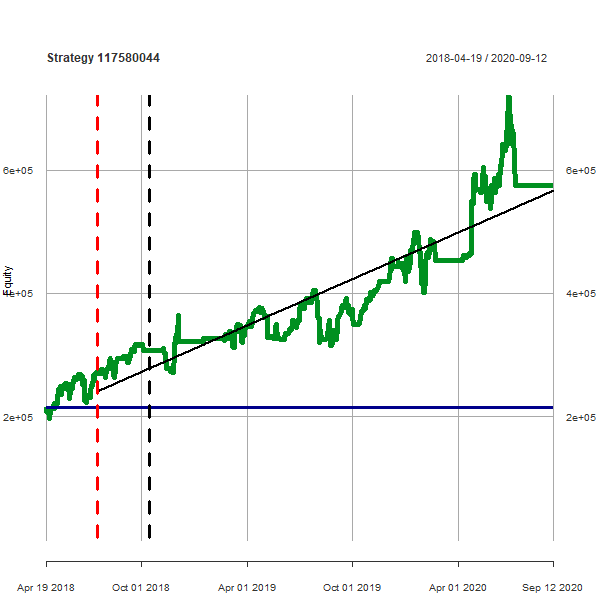 Strategy 117580044
2018-04-19 / 2020-09-12
6e+05
6e+05
Equity
4e+05
4e+05
2e+05
2e+05
Apr 19 2018
Oct 01 2018
Apr 01 2019
Oct 01 2019
Apr 01 2020
Sep 12 2020